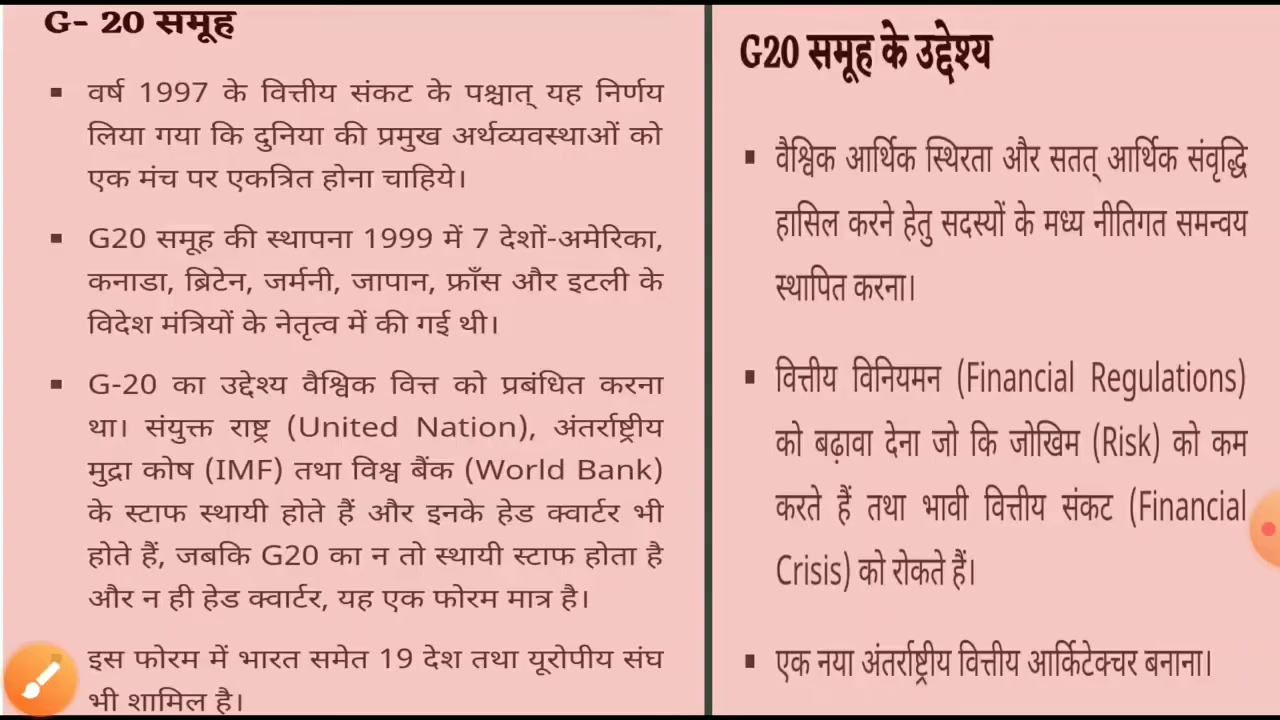 G- 20 समूह
▪ वर्ष 1997 के वित्तीय संकट के पश्चात् यह निर्णय
लिया गया कि दुनिया की प्रमुख अर्थव्यवस्थाओं को
एक मंच पर एकत्रित होना चाहिये।
▪ G20 समूह की स्थापना 1999 में 7 देशों-अमेरिका,
कनाडा, ब्रिटेन, जर्मनी, जापान, फ्राँस और इटली के
विदेश मंत्रियों के नेतृत्व में की गई थी।
▪ G-20 का उद्देश्य वैश्विक वित्त को प्रबंधित करना
था। संयुक्त राष्ट्र (United Nation), अंतर्राष्ट्रीय
मुद्रा कोष (IMF) तथा विश्व बैंक (World Bank)
के स्टाफ स्थायी होते हैं और इनके हेड क्वार्टर भी
होते हैं, जबकि G20 का न तो स्थायी स्टाफ होता है
और न ही हेड क्वार्टर, यह एक फोरम मात्र है।
इस फोरम में भारत समेत 19 देश तथा यूरोपीय संघ
भी शामिल है।
G20 समूह के उद्देश्य
▪ वैश्विक आर्थिक स्थिरता और सतत् आर्थिक संवृद्धि
हासिल करने हेतु सदस्यों के मध्य नीतिगत समन्वय
स्थापित करना।
▪ वित्तीय विनियमन (Financial Regulations)
को बढ़ावा देना जो कि जोखिम (Risk) को कम
करते हैं तथा भावी वित्तीय संकट (Financial
Crisis) को रोकते हैं।
▪ एक नया अंतर्राष्ट्रीय वित्तीय आर्किटेक्चर बनाना।